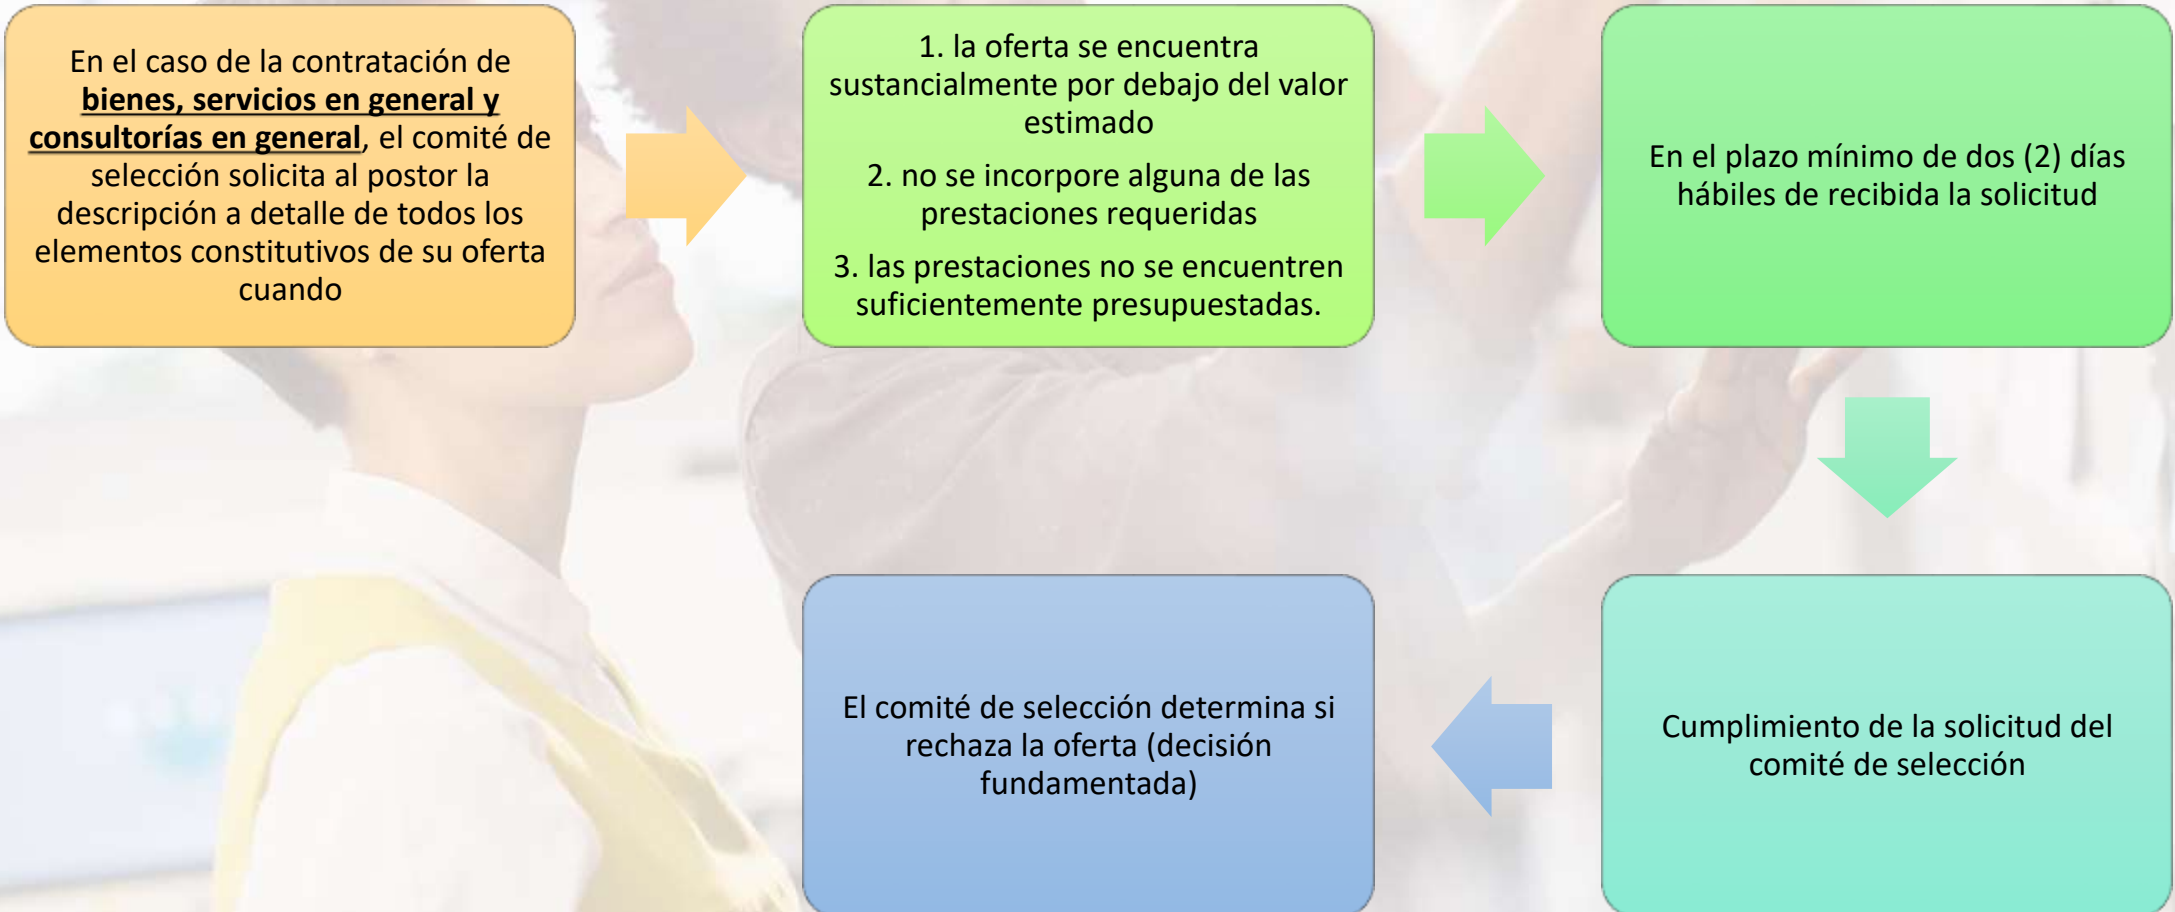 En el caso de la contratación de
bienes, servicios en general y
consultorías en general, el comité de
selección solicita al postor la
descripción a detalle de todos los
elementos constitutivos de su oferta
cuando
1. la oferta se encuentra
sustancialmente por debajo del valor
estimado
2. no se incorpore alguna de las
prestaciones requeridas
3. las prestaciones no se encuentren
suficientemente presupuestadas.
En el plazo mínimo de dos (2) días
hábiles de recibida la solicitud
Cumplimiento de la solicitud del
comité de selección
El comité de selección determina si
rechaza la oferta (decisión
fundamentada)